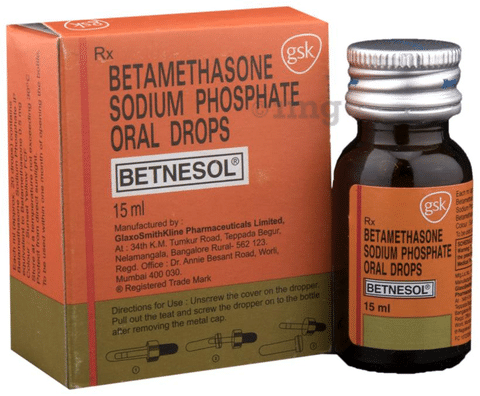 Rx
gsk
BETAMETHASONE
SODIUM PHOSPHATE
ORAL DROPS
BETNESOL®
15 ml
Manufactured by :
GlaxoSmithKline Pharmaceuticals Limited,
At : 34th K.M. Tumkur Road, Teppada Begur,
Nelamangala, Bangalore Rural- 562 123.
Regd. Office : Dr. Annie Besant Road, Worli,
Mumbai 400 030.
® Registered Trade Mark
Directions for Use : Unscrew the cover on the dropper.
Pull out the teat and screw the dropper on to the bottle
after removing the metal cap.
gsk
Rx
BETAMETHASONE
SODIUM PHOSPHATE
ORAL DROPS
BETNESOL®
15 ml